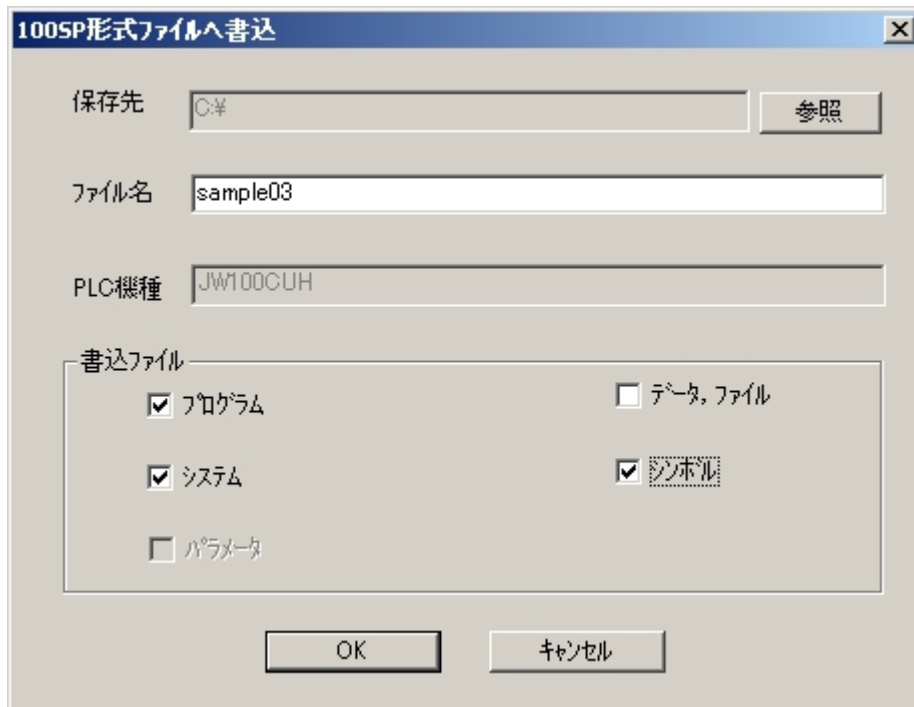 100SP形式ファイルへ書込
保存先 C:¥ 参照
ファイル名 sample03
PLC機種 JW100CUH
書込ファイル
プログラム データ,ファイル
システム シンボル
パラメータ
OK キャンセル